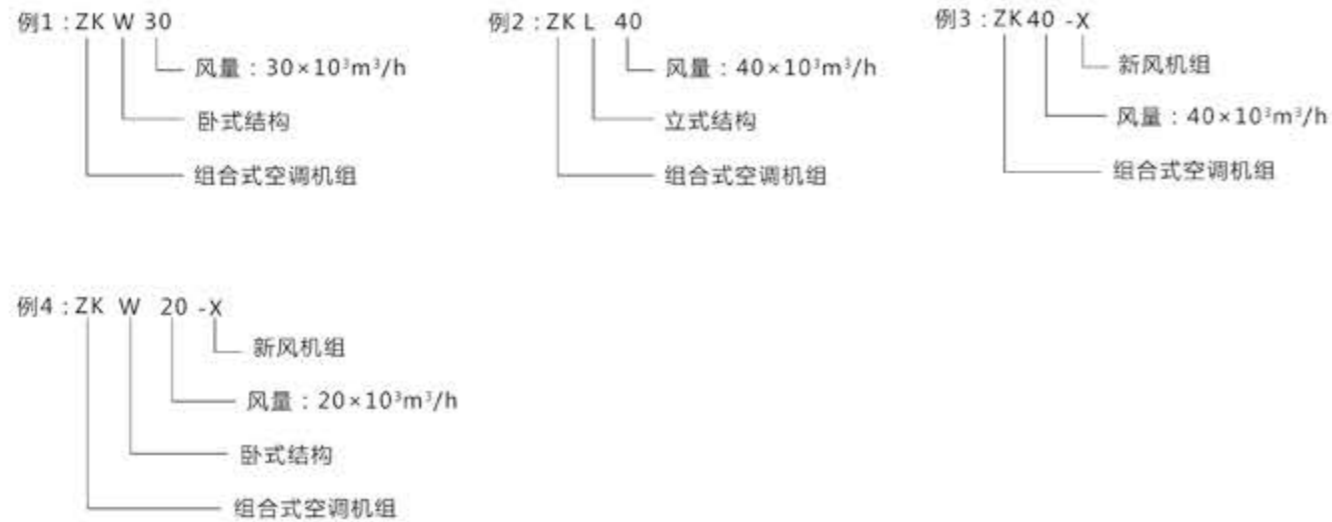 例1：ZK W 30
风量：30×10³m³/h
卧式结构
组合式空调机组
例2：ZK L 40
风量：40×10³m³/h
立式结构
组合式空调机组
例3：ZK40 -X
新风机组
风量：40×10³m³/h
组合式空调机组
例4：ZK W 20 -X
新风机组
风量：20×10³m³/h
卧式结构
组合式空调机组